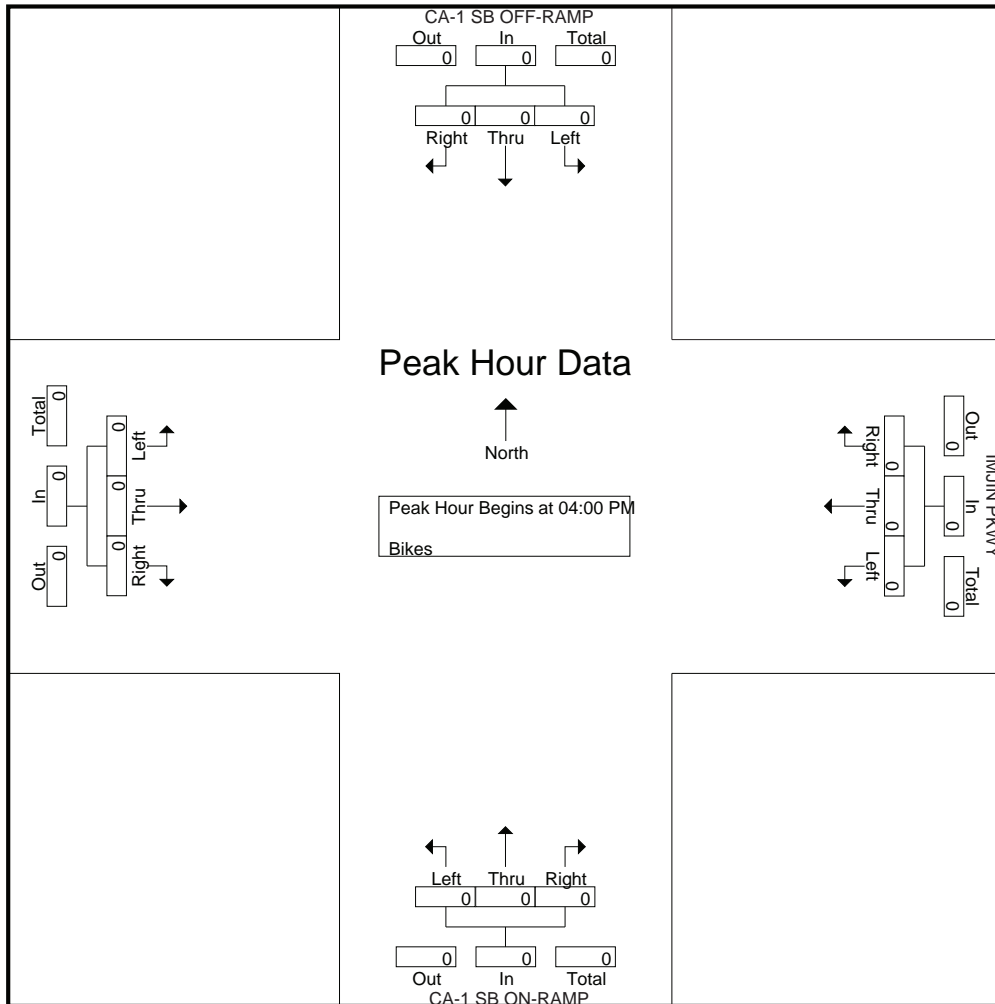 CA-1 SB OFF-RAMP
Out In Total
0 0 0
0 0 0
Right Thru Left
Peak Hour Data
North
Peak Hour Begins at 04:00 PM
Bikes
Total In Out
0 0 0
0 0 0
Left Thru Right
Right Thru Left
0 0 0
0 0 0
Out In Total
IMJIN PKWY
Left Thru Right
0 0 0
0 0 0
Out In Total
CA-1 SB ON-RAMP